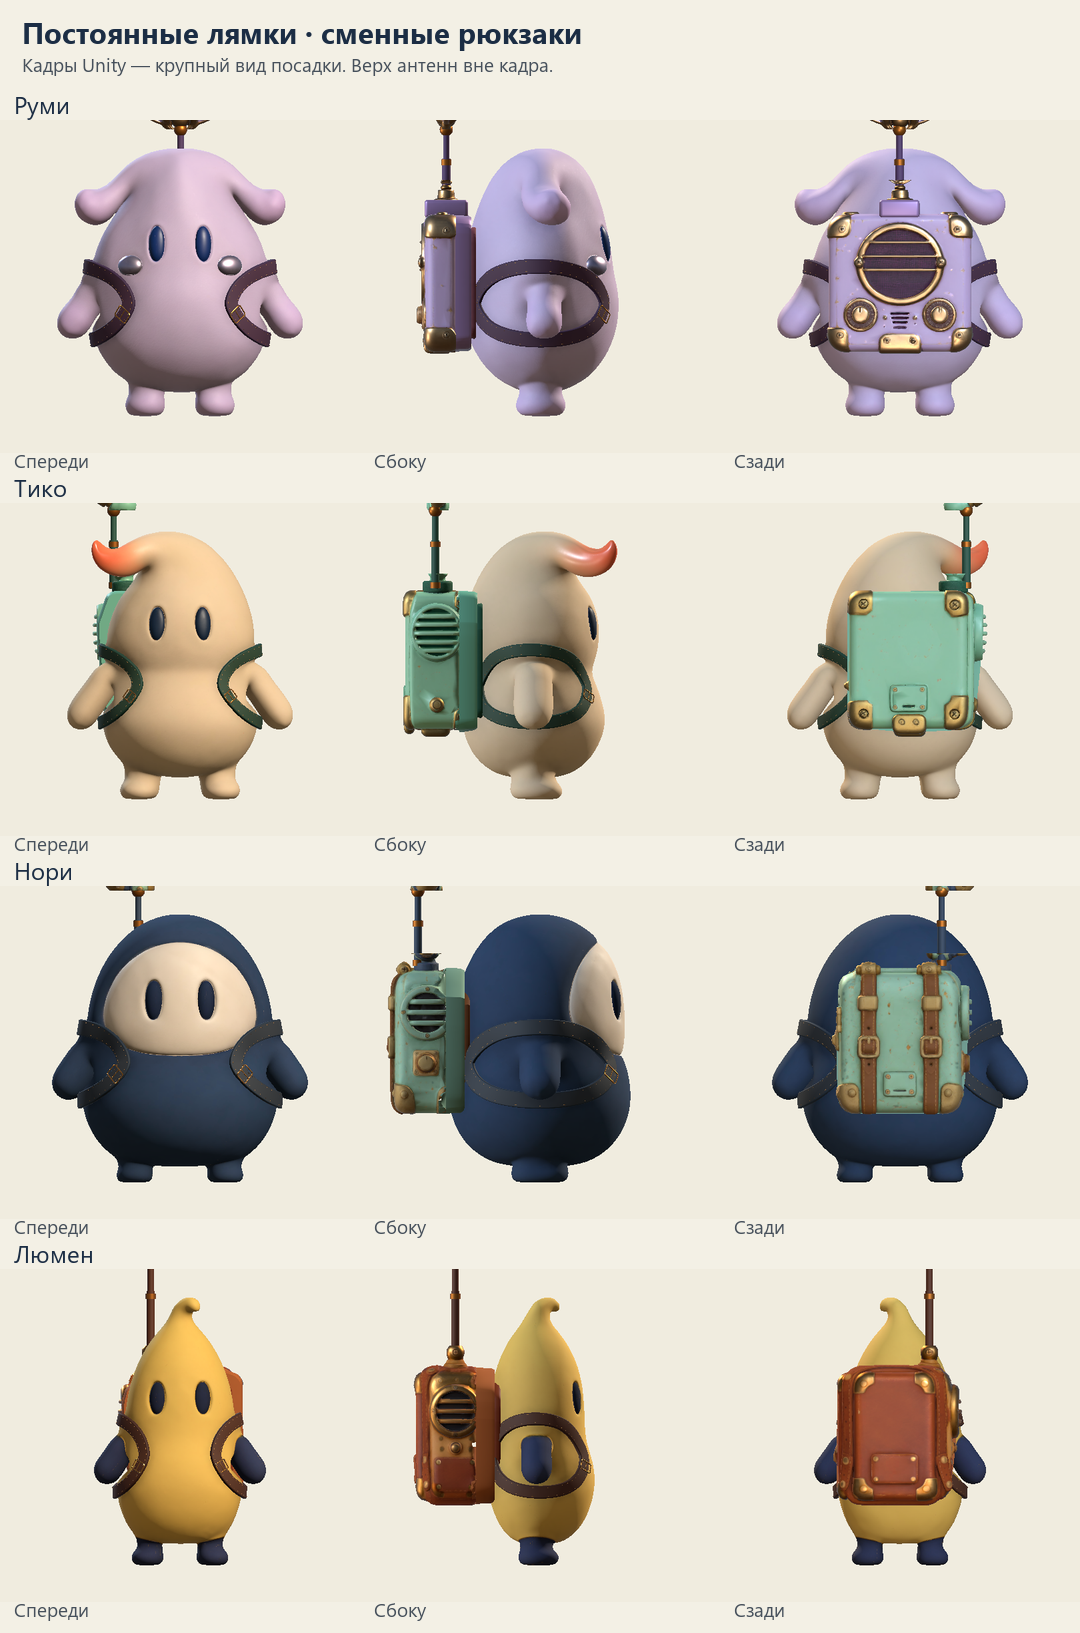 Постоянные лямки · сменные рюкзаки
Кадры Unity — крупный вид посадки. Верх антенн вне кадра.
Руми
Спереди Сбоку Сзади
Тико
Спереди Сбоку Сзади
Нори
Спереди Сбоку Сзади
Люмен
Спереди Сбоку Сзади